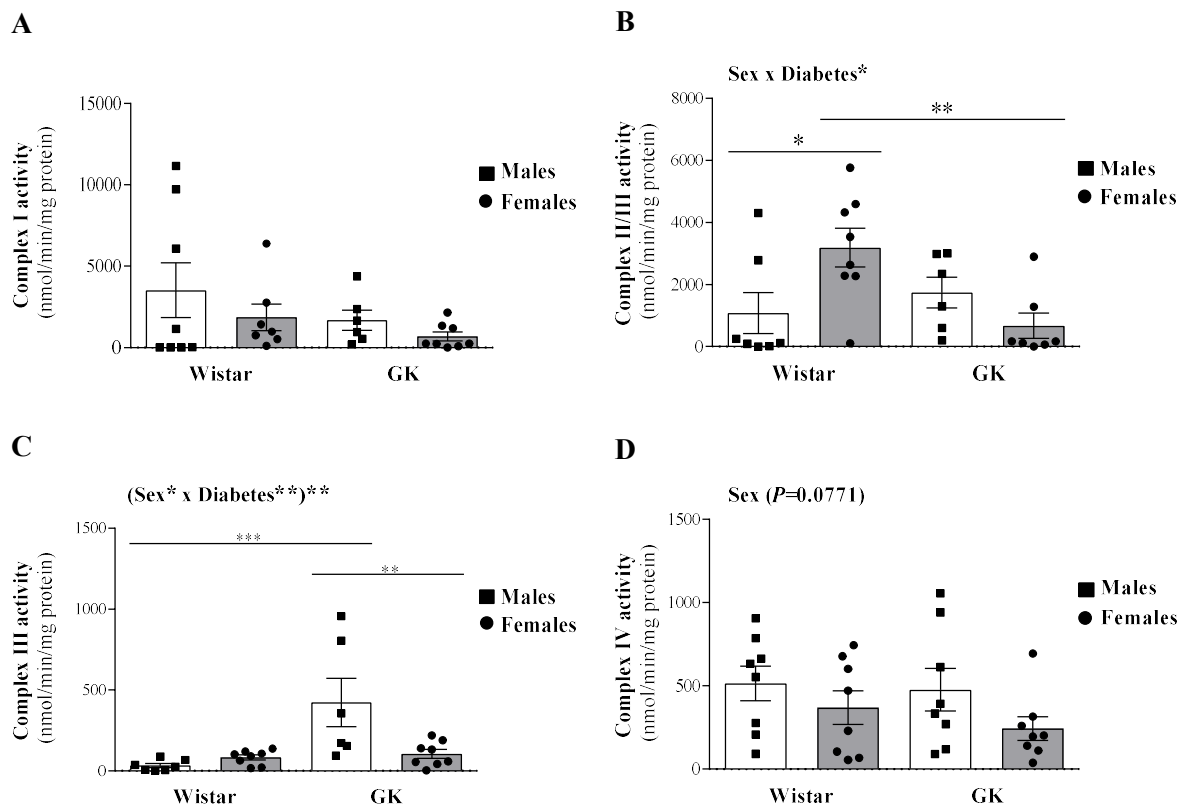 A
15000
10000
5000
0
Complex I activity
(nmol/min/mg protein)
Males
Females
Wistar
GK
B
Sex x Diabetes*
8000
6000
4000
2000
0
Complex II/III activity
(nmol/min/mg protein)
*
**
Males
Females
Wistar
GK
C
(Sex* x Diabetes**)**
1500
1000
500
0
Complex III activity
(nmol/min/mg protein)
***
**
Males
Females
Wistar
GK
D
Sex (P=0.0771)
1500
1000
500
0
Complex IV activity
(nmol/min/mg protein)
Males
Females
Wistar
GK